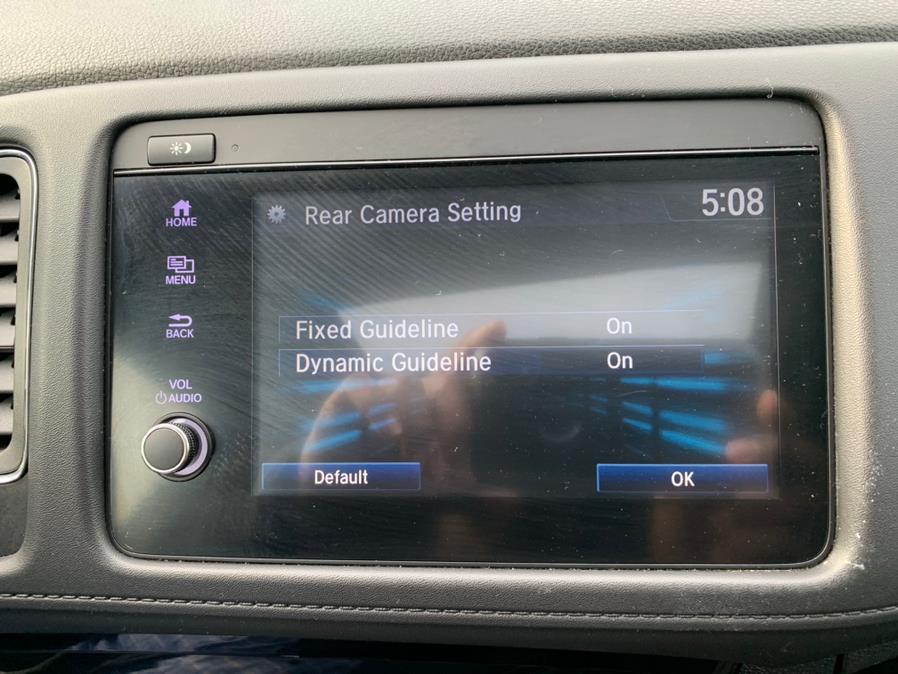 Rear Camera Setting
5:08
HOME
MENU
BACK
VOL
AUDIO
Fixed Guideline On
Dynamic Guideline On
Default
OK